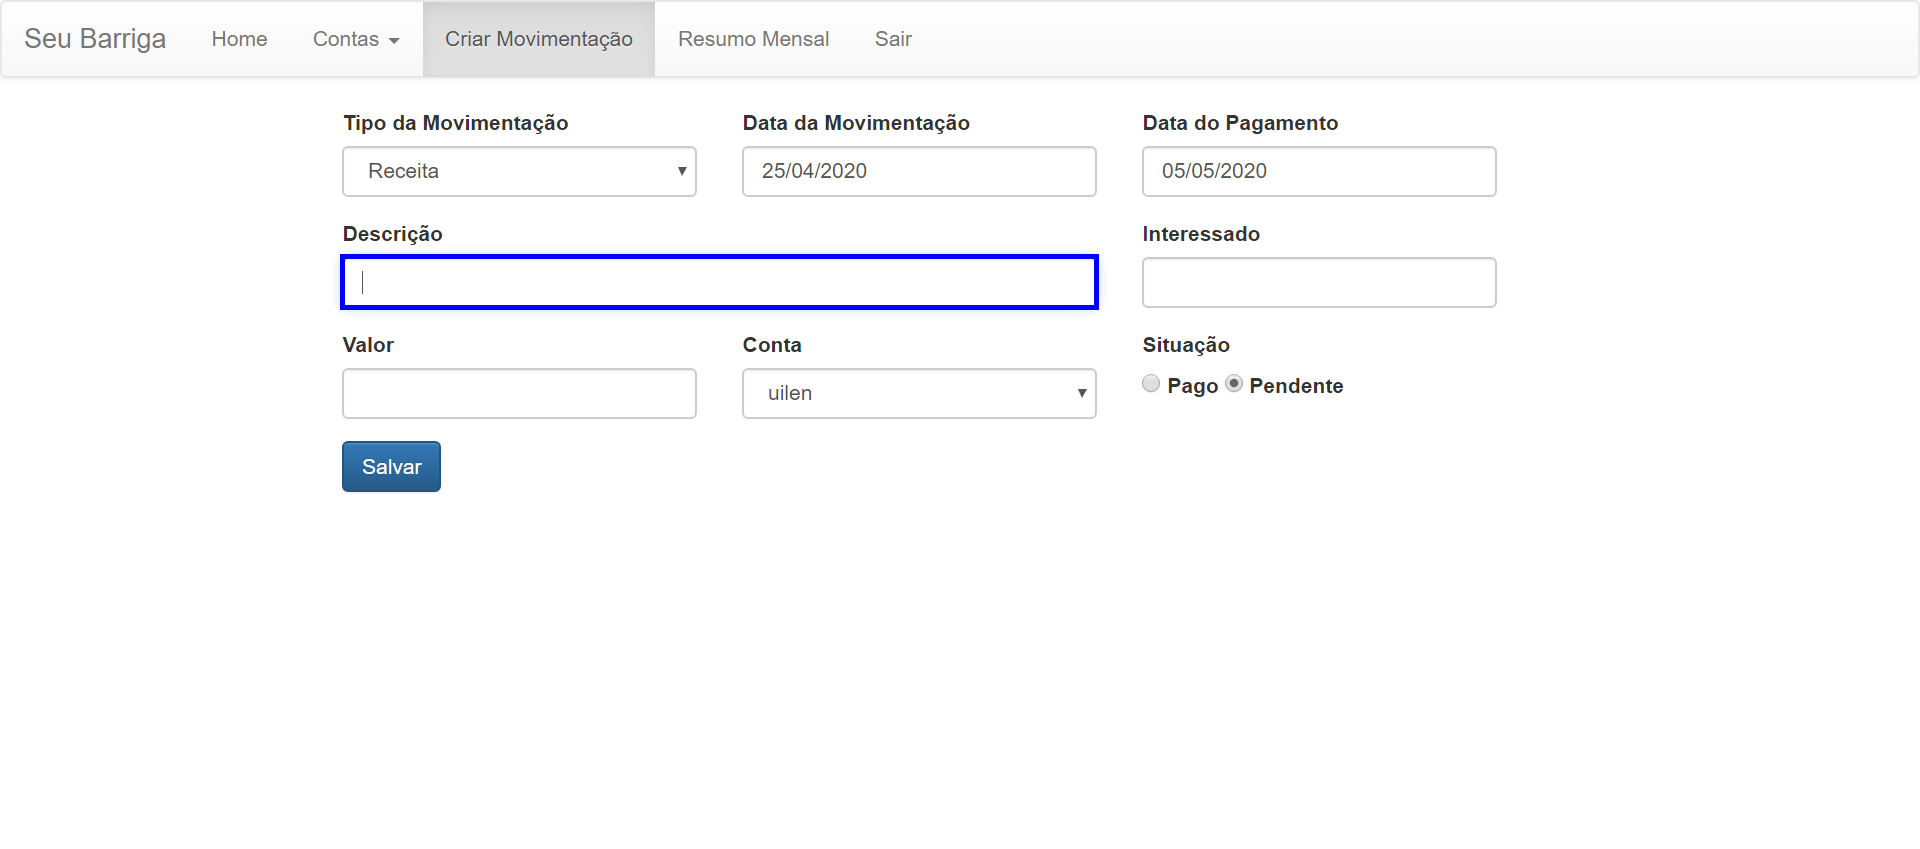 Seu Barriga Home Contas Criar Movimentação Resumo Mensal Sair
Tipo da Movimentação Data da Movimentação Data do Pagamento
Receita 25/04/2020 05/05/2020
Descrição Interessado
Valor Conta Situação
uilen Pago Pendente
Salvar